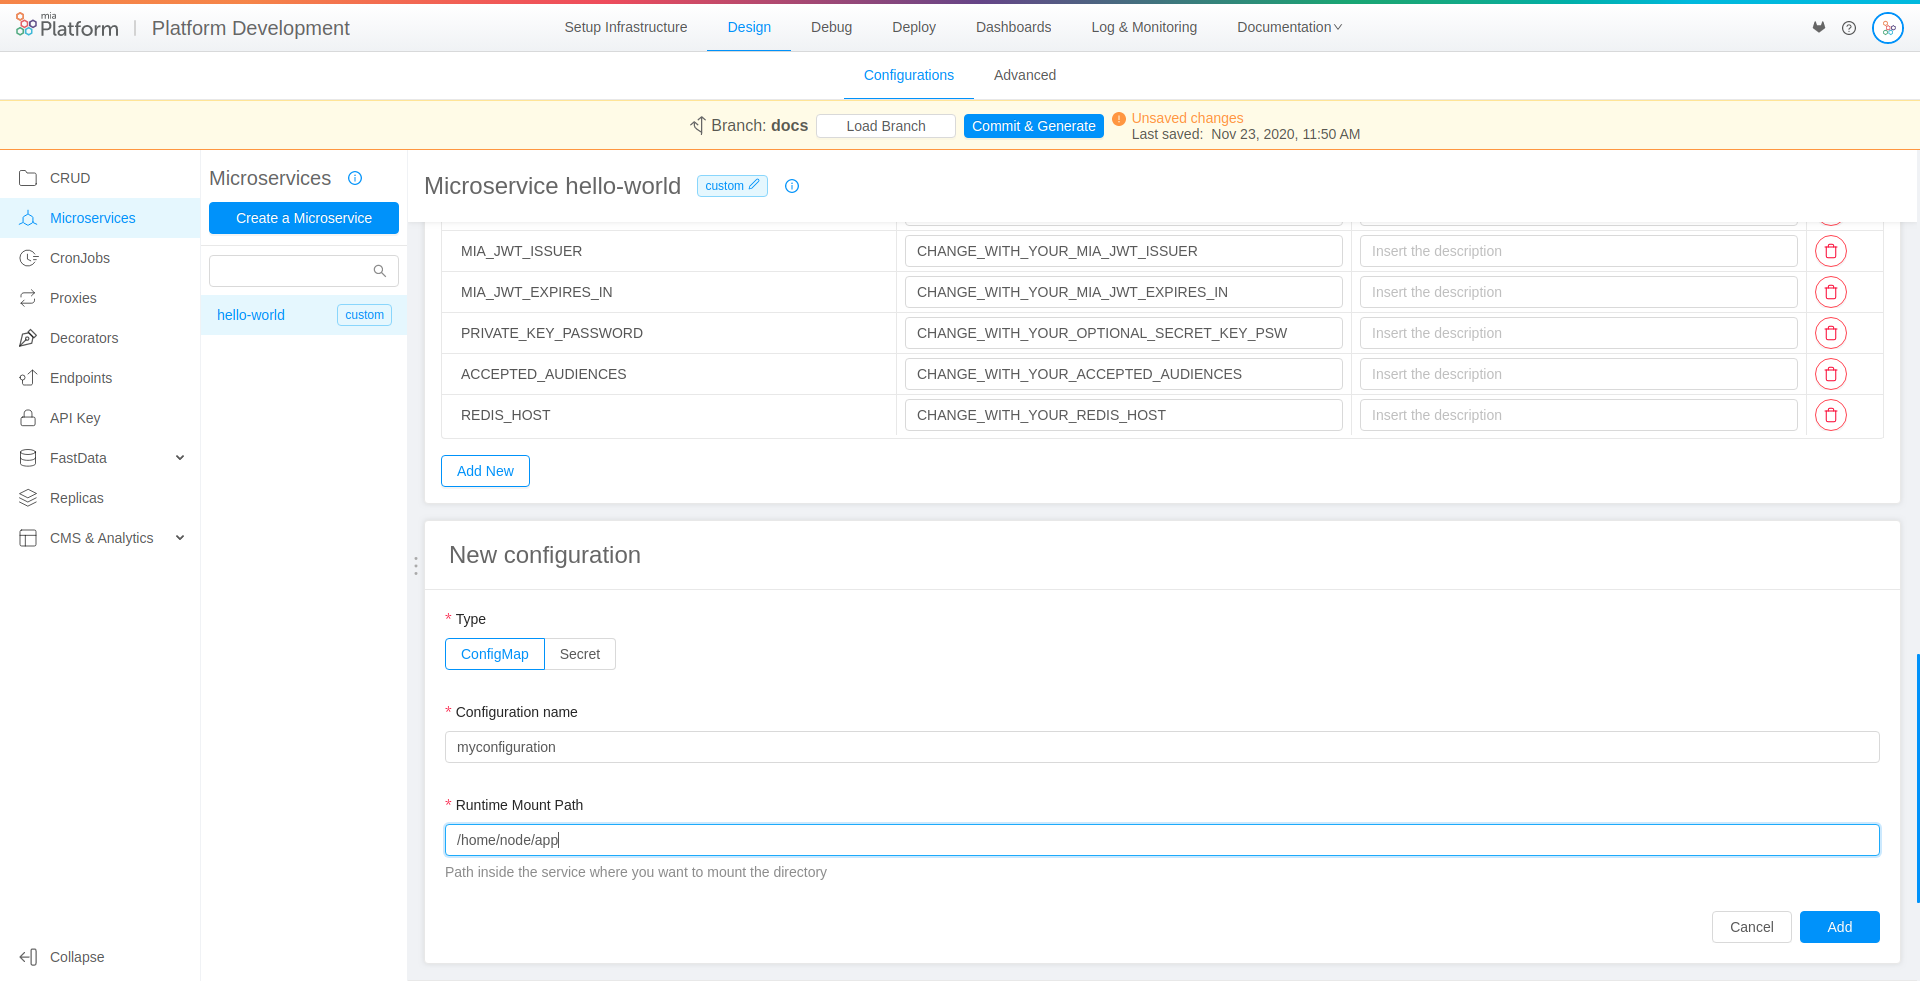 mia
Platform
Platform Development
Setup Infrastructure
Design
Debug
Deploy
Dashboards
Log & Monitoring
Documentation
Configurations
Advanced
Branch: docs
Load Branch
Commit & Generate
Unsaved changes
Last saved: Nov 23, 2020, 11:50 AM
CRUD
Microservices
CronJobs
Proxies
Decorators
Endpoints
API Key
FastData
Replicas
CMS & Analytics
Collapse
Microservices
Create a Microservice
hello-world custom
Microservice hello-world custom
MIA_JWT_ISSUER CHANGE_WITH_YOUR_MIA_JWT_ISSUER Insert the description
MIA_JWT_EXPIRES_IN CHANGE_WITH_YOUR_MIA_JWT_EXPIRES_IN Insert the description
PRIVATE_KEY_PASSWORD CHANGE_WITH_YOUR_OPTIONAL_SECRET_KEY_PSW Insert the description
ACCEPTED_AUDIENCES CHANGE_WITH_YOUR_ACCEPTED_AUDIENCES Insert the description
REDIS_HOST CHANGE_WITH_YOUR_REDIS_HOST Insert the description
Add New
New configuration
* Type
ConfigMap Secret
* Configuration name
myconfiguration
* Runtime Mount Path
/home/node/app
Path inside the service where you want to mount the directory
Cancel Add